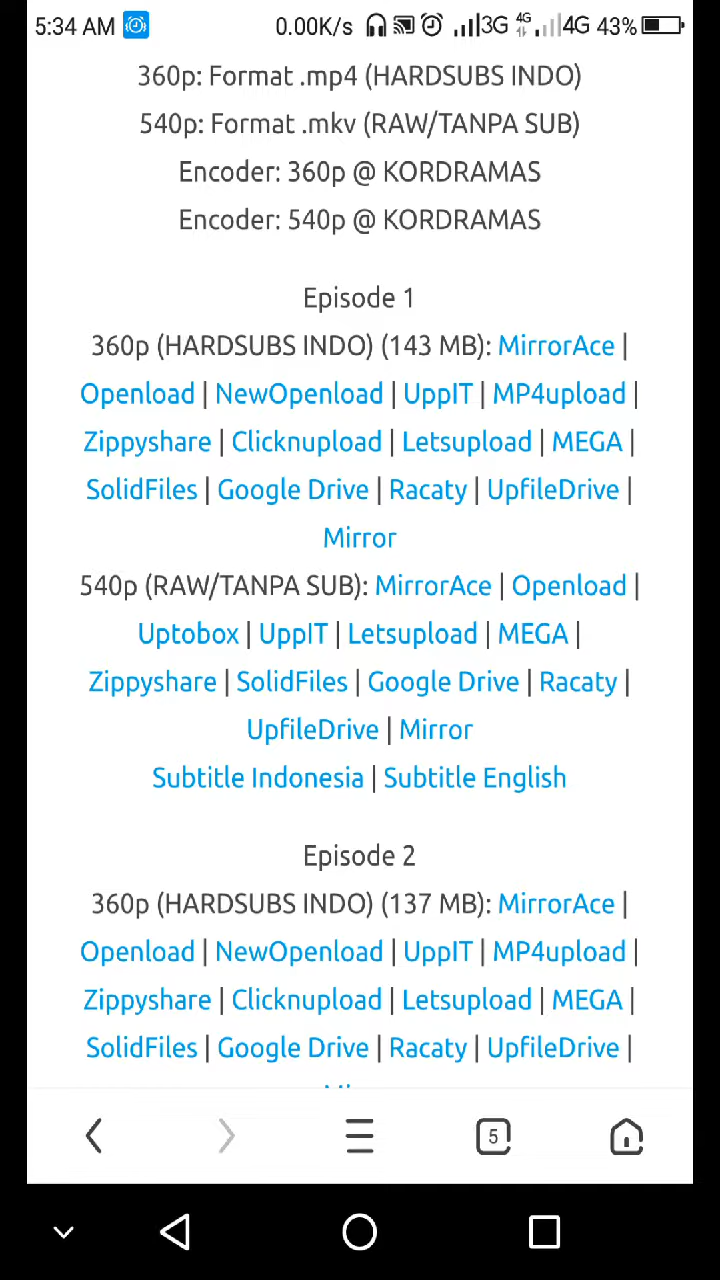 5:34 AM 0.00K/s 3G 4G 4G 43%
360p: Format .mp4 (HARDSUBS INDO)
540p: Format .mkv (RAW/TANPA SUB)
Encoder: 360p @ KORDRAMAS
Encoder: 540p @ KORDRAMAS
Episode 1
360p (HARDSUBS INDO) (143 MB): MirrorAce |
Openload | NewOpenload | UppIT | MP4upload |
Zippyshare | Clicknupload | Letsupload | MEGA |
SolidFiles | Google Drive | Racaty | UpfileDrive |
Mirror
540p (RAW/TANPA SUB): MirrorAce | Openload |
Uptobox | UppIT | Letsupload | MEGA |
Zippyshare | SolidFiles | Google Drive | Racaty |
UpfileDrive | Mirror
Subtitle Indonesia | Subtitle English
Episode 2
360p (HARDSUBS INDO) (137 MB): MirrorAce |
Openload | NewOpenload | UppIT | MP4upload |
Zippyshare | Clicknupload | Letsupload | MEGA |
SolidFiles | Google Drive | Racaty | UpfileDrive |
5